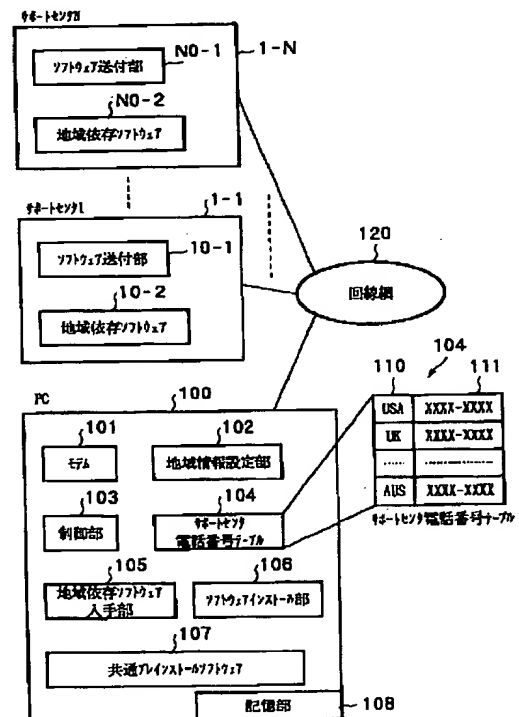 サポートセンタN
N0-1
1-N
ソフトウェア送付部
N0-2
地域依存ソフトウェア
サポートセンタ1
1-1
10-1
ソフトウェア送付部
10-2
地域依存ソフトウェア
120
回線網
104
110
111
USA XXXX-XXXX
UK XXXX-XXXX
AUS XXXX-XXXX
サポートセンタ電話番号テーブル
PC
100
101
モデム
102
地域情報設定部
103
制御部
104
サポートセンタ
電話番号テーブル
105
地域依存ソフトウェア
入手部
106
ソフトウェアインストール部
107
共通プレインストールソフトウェア
記憶部
108